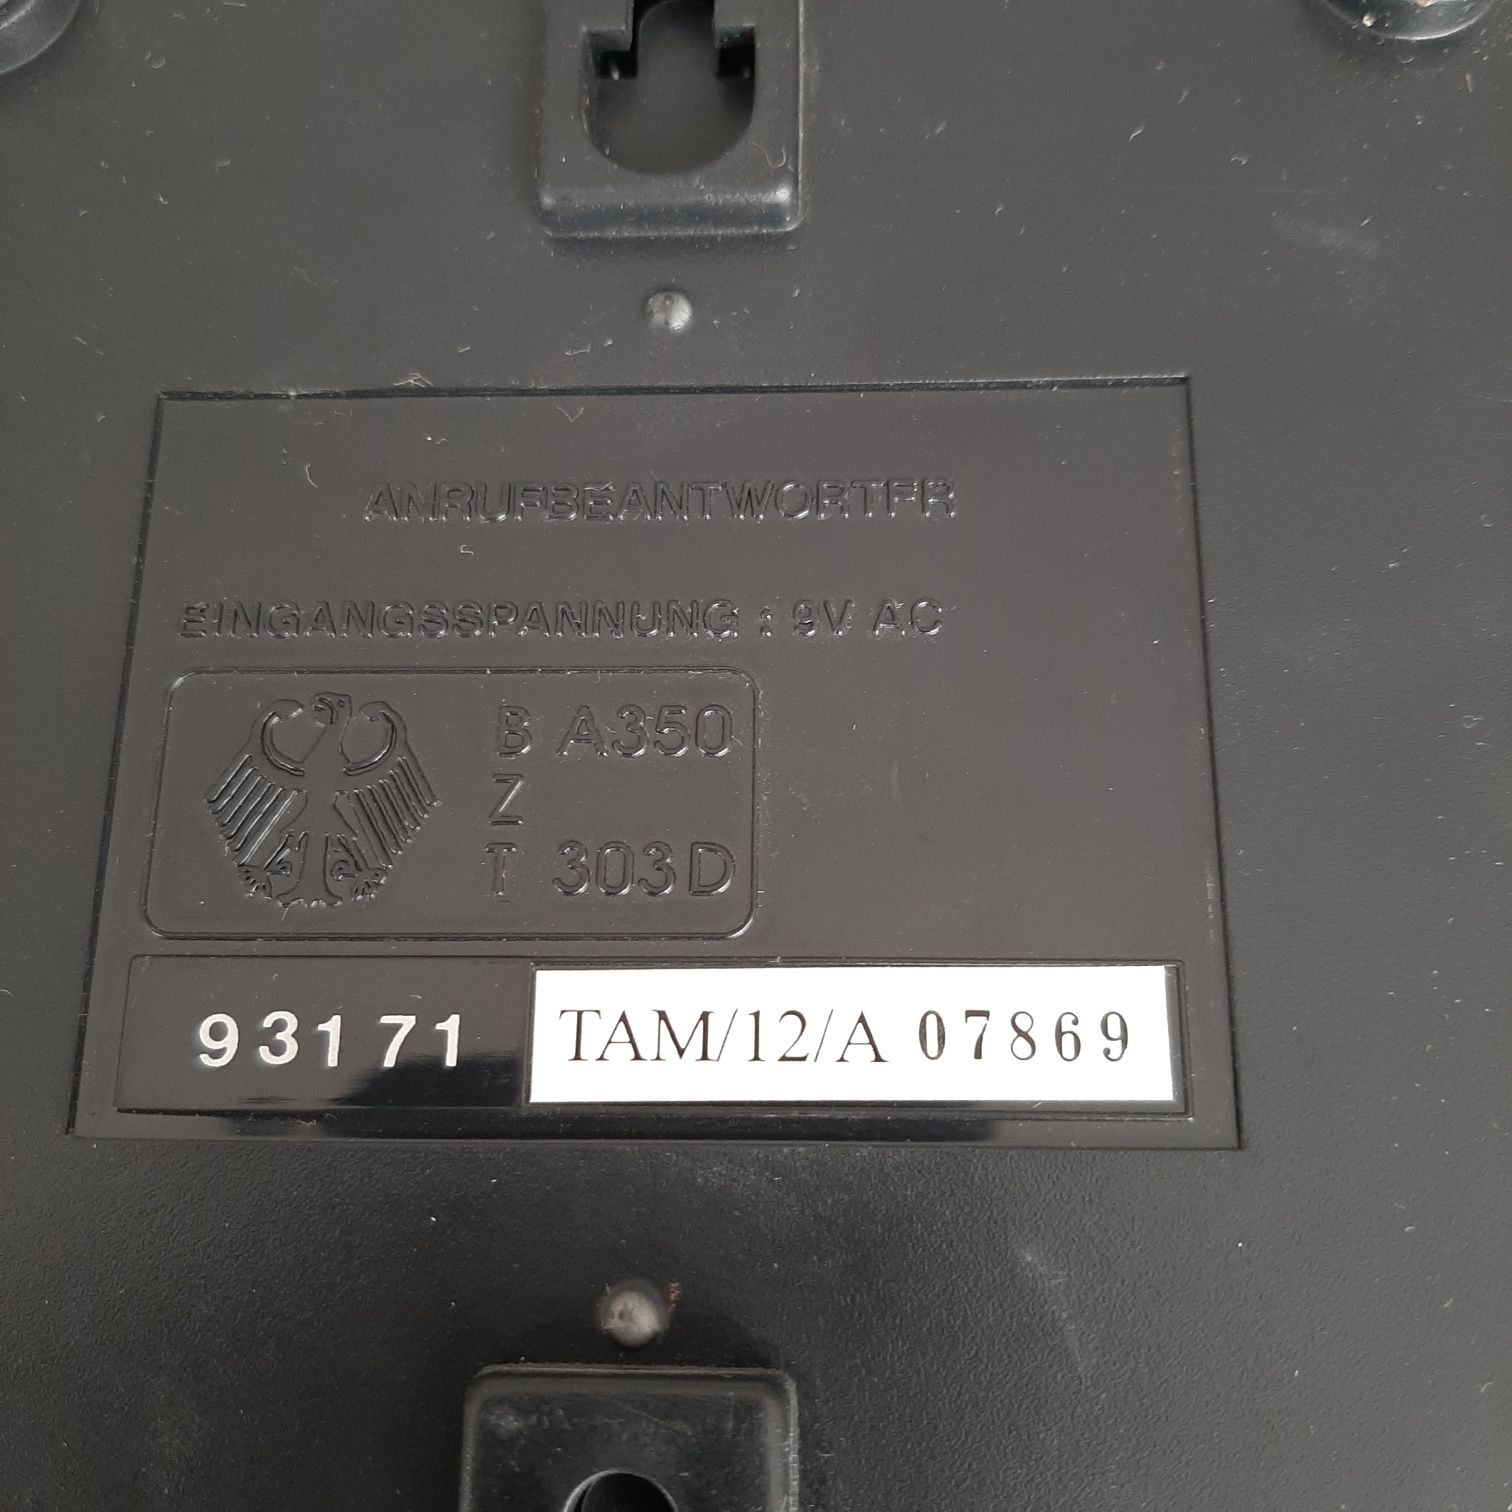 ANRUFBEANTWORTER
EINGANGSSPANNUNG : 9V AC
B A350
Z
T 303D
93171 TAM/12/A 07869